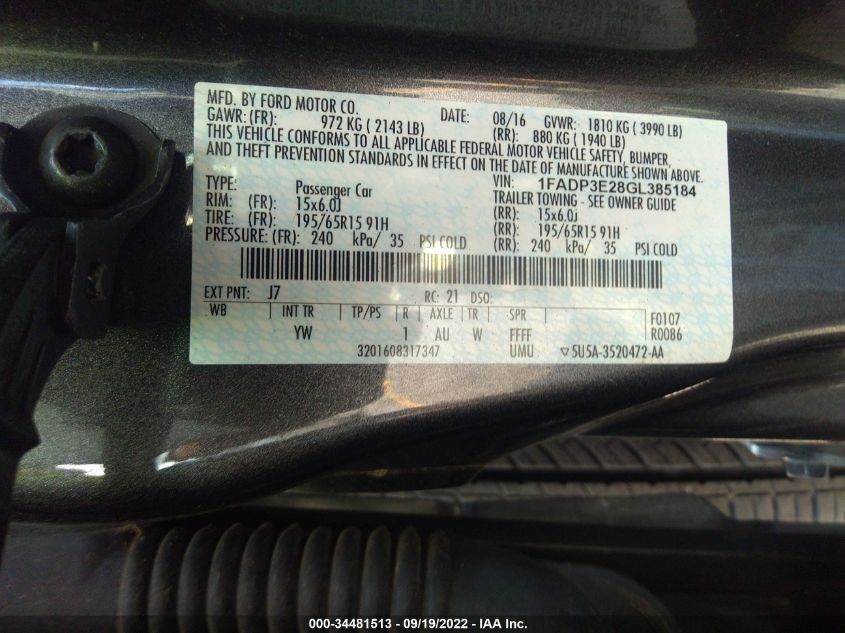 MFD. BY FORD MOTOR CO. DATE: 08/16 GVWR: 1810 KG ( 3990 LB)
GAWR: (FR): 972 KG ( 2143 LB) (RR): 880 KG ( 1940 LB)
THIS VEHICLE CONFORMS TO ALL APPLICABLE FEDERAL MOTOR VEHICLE SAFETY, BUMPER,
AND THEFT PREVENTION STANDARDS IN EFFECT ON THE DATE OF MANUFACTURE SHOWN ABOVE.
VIN: 1FADP3E28GL385184
TYPE: Passenger Car TRAILER TOWING - SEE OWNER GUIDE
RIM: (FR): 15x6.0J (RR): 15x6.0J
TIRE: (FR): 195/65R15 91H (RR): 195/65R15 91H
PRESSURE: (FR): 240 kPa/ 35 PSI COLD (RR): 240 kPa/ 35 PSI COLD
EXT PNT: J7 RC: 21 DSO:
WB INT TR TP/PS R AXLE TR SPR F0107
YW 1 AU W FFFF R0086
3201608317347 UMU ▽5U5A-3520472-AA
000-34481513 - 09/19/2022 - IAA Inc.